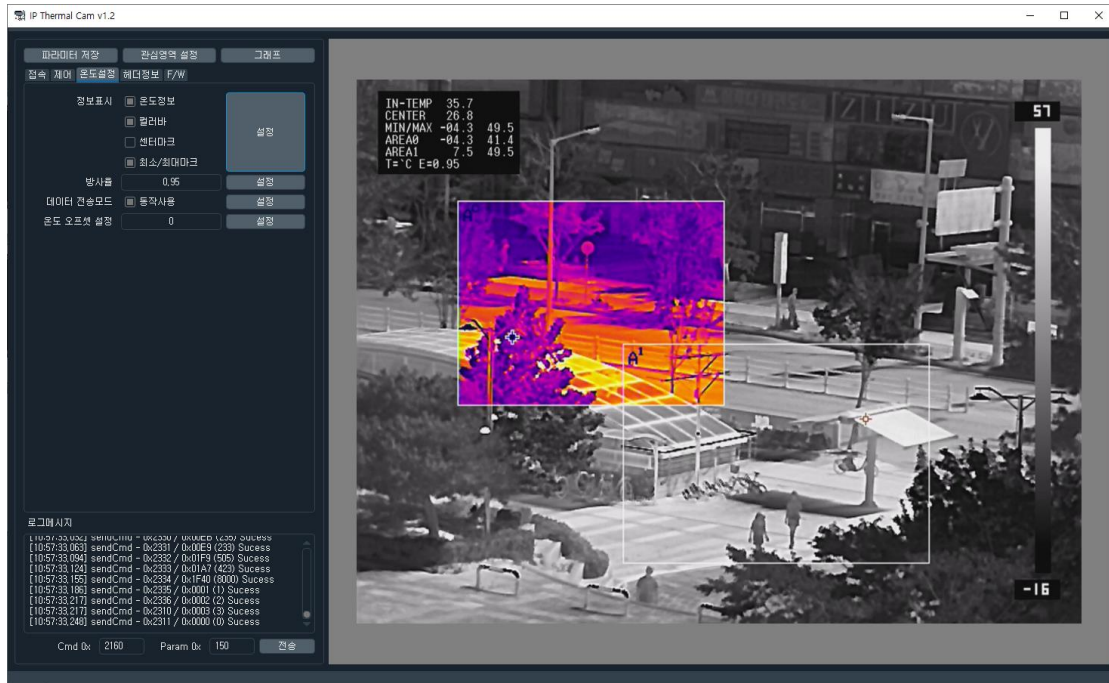 IP Thermal Cam v1.2
파라미터 저장 관심영역 설정 그래프
접속 제어 온도설정 헤더정보 F/W
정보표시 온도정보
컬러바
설정
센터마크
최소/최대마크
방사율 0.95 설정
데이터 전송모드 동작사용 설정
온도 오프셋 설정 0 설정
로그메시지
[10:57:33,032] sendCmd - 0x2330 / 0x00EB (235) Sucess
[10:57:33,063] sendCmd - 0x2331 / 0x00E9 (233) Sucess
[10:57:33,094] sendCmd - 0x2332 / 0x01F9 (505) Sucess
[10:57:33,124] sendCmd - 0x2333 / 0x01A7 (423) Sucess
[10:57:33,155] sendCmd - 0x2334 / 0x1F40 (8000) Sucess
[10:57:33,186] sendCmd - 0x2335 / 0x0001 (1) Sucess
[10:57:33,217] sendCmd - 0x2336 / 0x0002 (2) Sucess
[10:57:33,217] sendCmd - 0x2310 / 0x0003 (3) Sucess
[10:57:33,248] sendCmd - 0x2311 / 0x0000 (0) Sucess
Cmd 0x 2160 Param 0x 150 전송
IN-TEMP 35.7
CENTER 26.8
MIN/MAX -04.3 49.5
AREA0 -04.3 41.4
AREA1 7.5 49.5
T=`C E=0.95
57
A1
-16